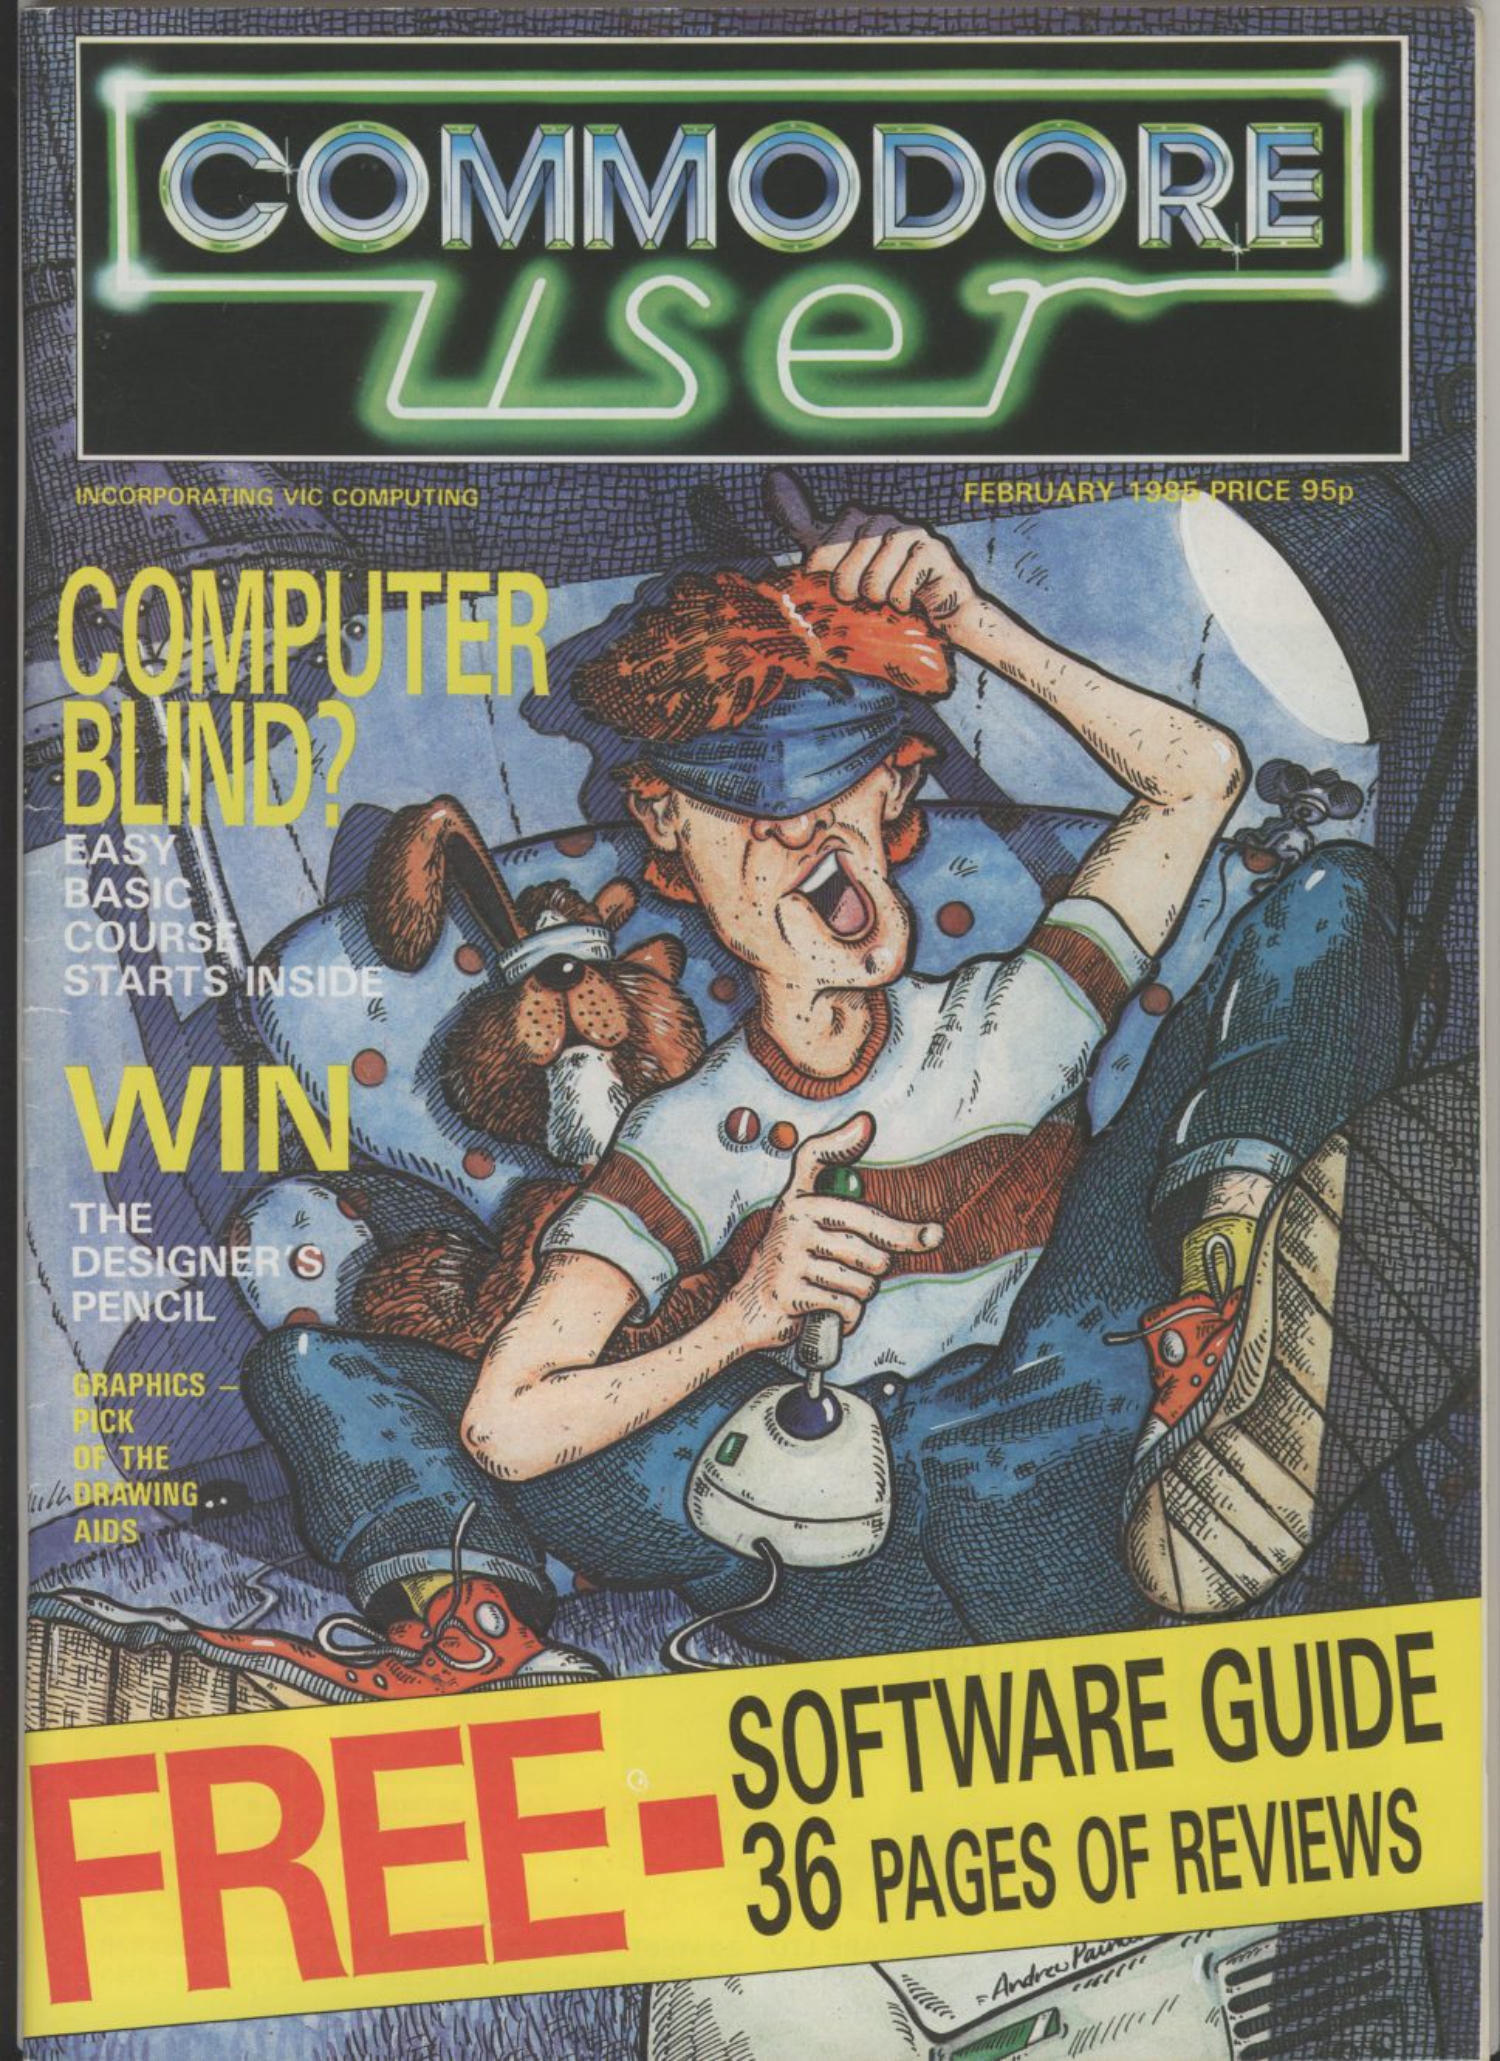 COMMODORE
user
INCORPORATING VIC COMPUTING
FEBRUARY 1985 PRICE 95p
COMPUTER
BLIND?
EASY
BASIC
COURSE
STARTS INSIDE
WIN
THE
DESIGNER'S
PENCIL
GRAPHICS –
PICK
OF THE
DRAWING
AIDS
FREE-
SOFTWARE GUIDE
36 PAGES OF REVIEWS
Andrew